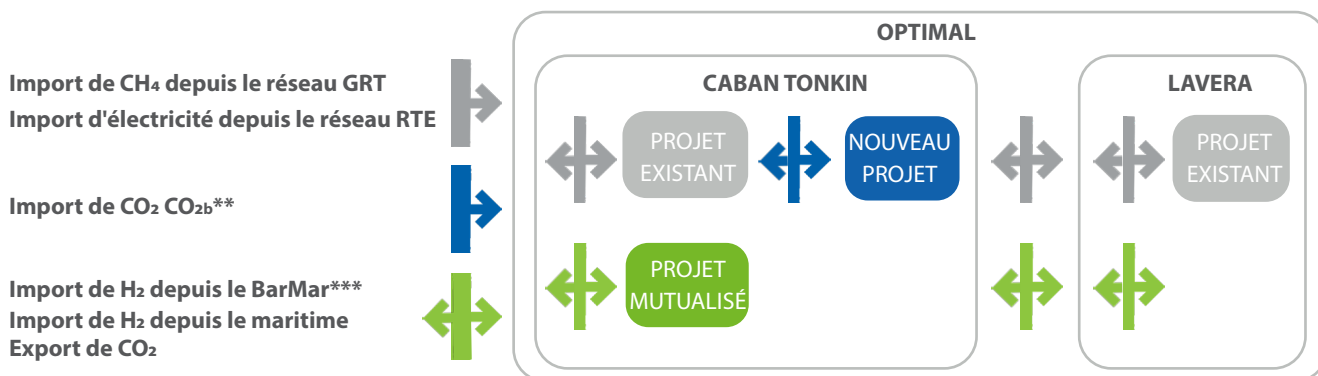 OPTIMAL
CABAN TONKIN
LAVERA
Import de CH₄ depuis le réseau GRT
Import d'électricité depuis le réseau RTE
PROJET
EXISTANT
NOUVEAU
PROJET
PROJET
EXISTANT
Import de CO₂ CO₂b**
PROJET
MUTUALISÉ
Import de H₂ depuis le BarMar***
Import de H₂ depuis le maritime
Export de CO₂